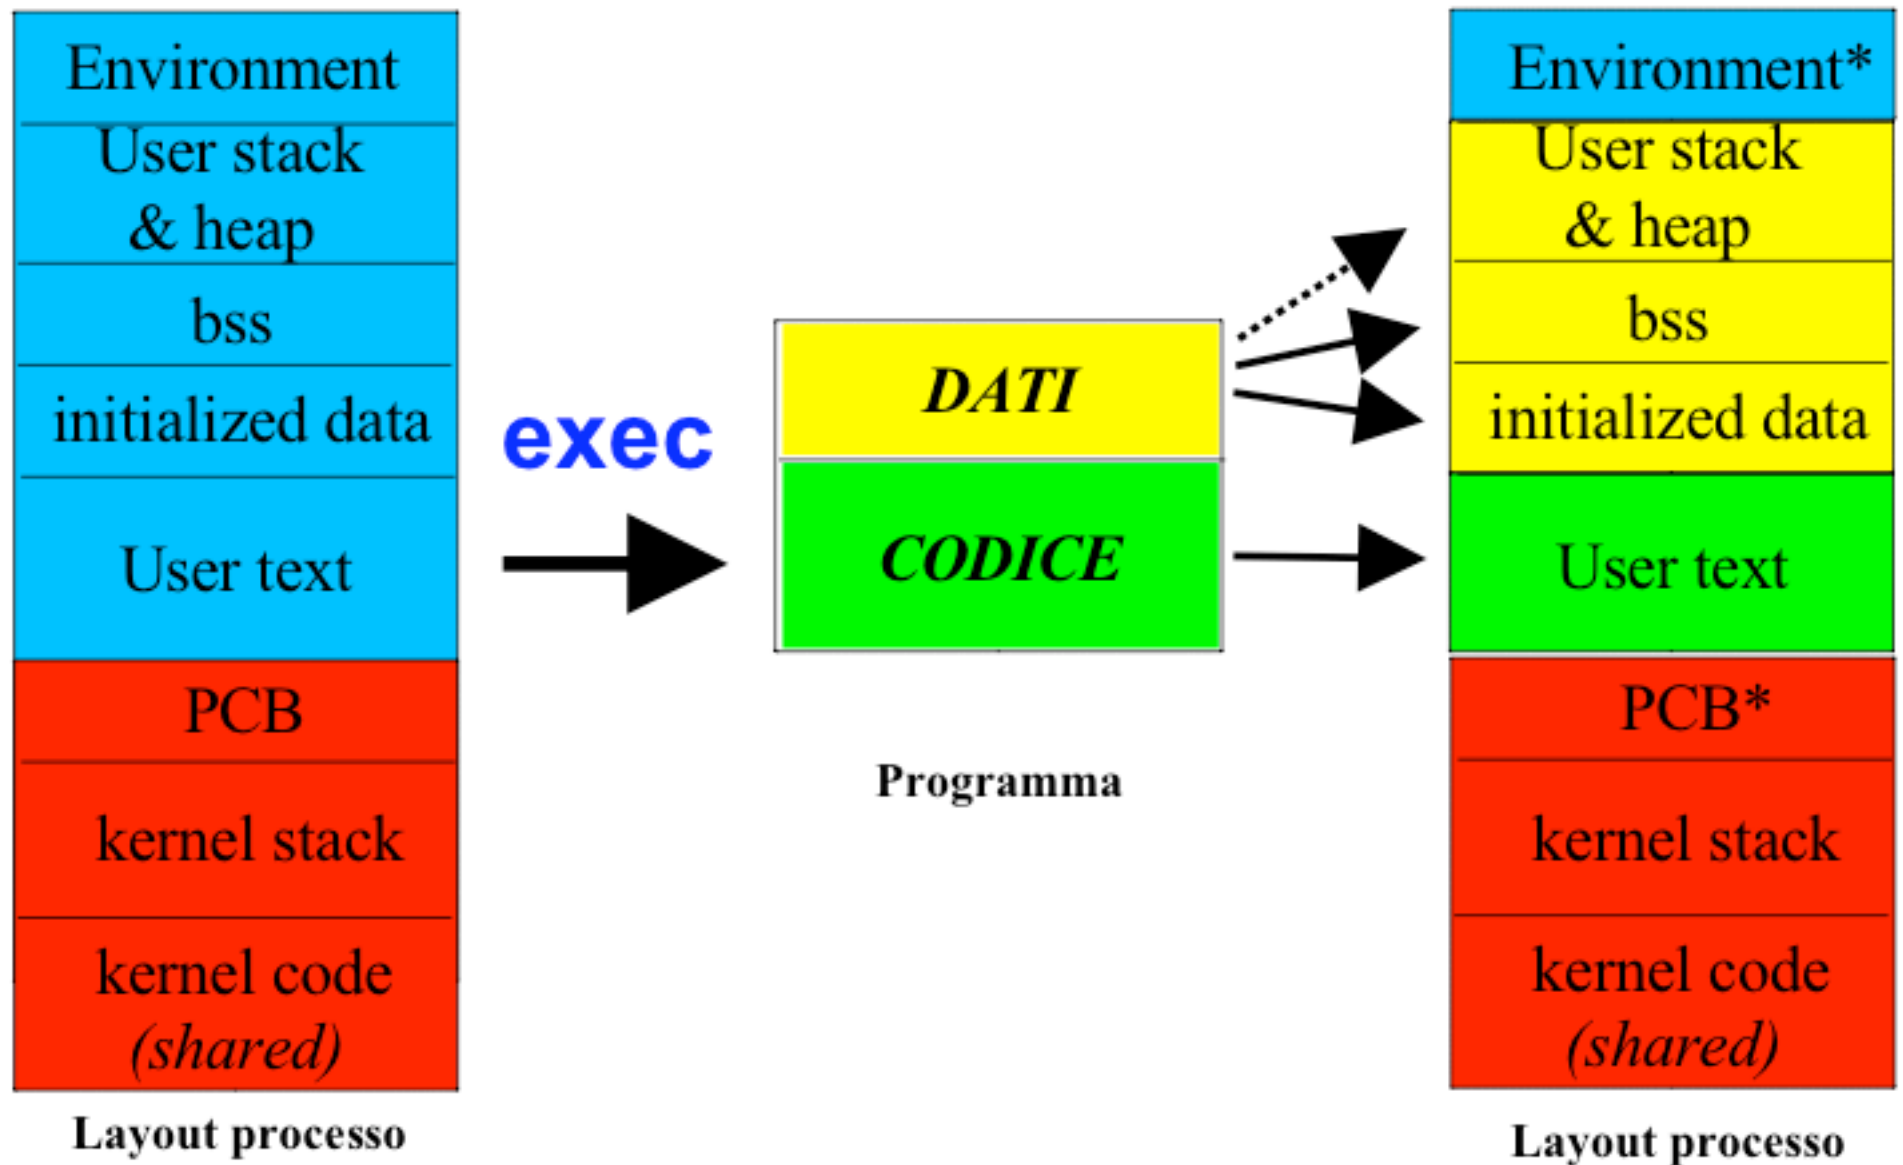 Environment
User stack
& heap
bss
initialized data
User text
PCB
kernel stack
kernel code
(shared)
Layout processo
exec
DATI
CODICE
Programma
Environment*
User stack
& heap
bss
initialized data
User text
PCB*
kernel stack
kernel code
(shared)
Layout processo